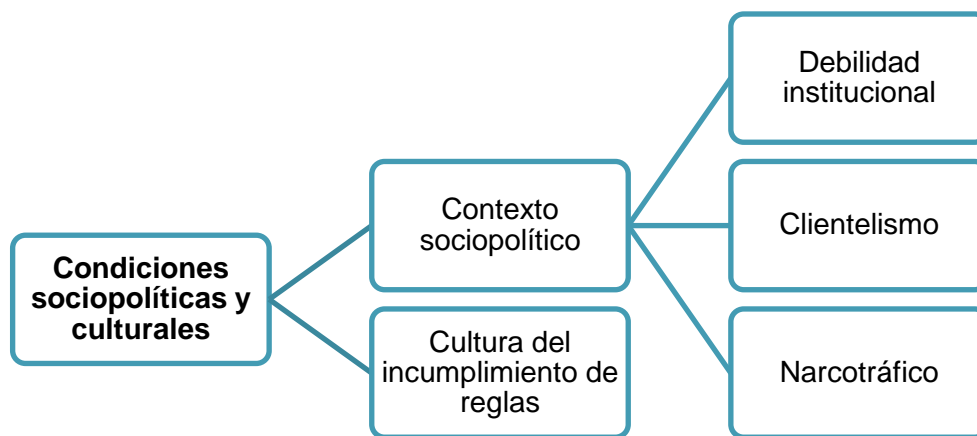 Condiciones
sociopolíticas y
culturales
Contexto
sociopolítico
Cultura del
incumplimiento de
reglas
Debilidad
institucional
Clientelismo
Narcotráfico